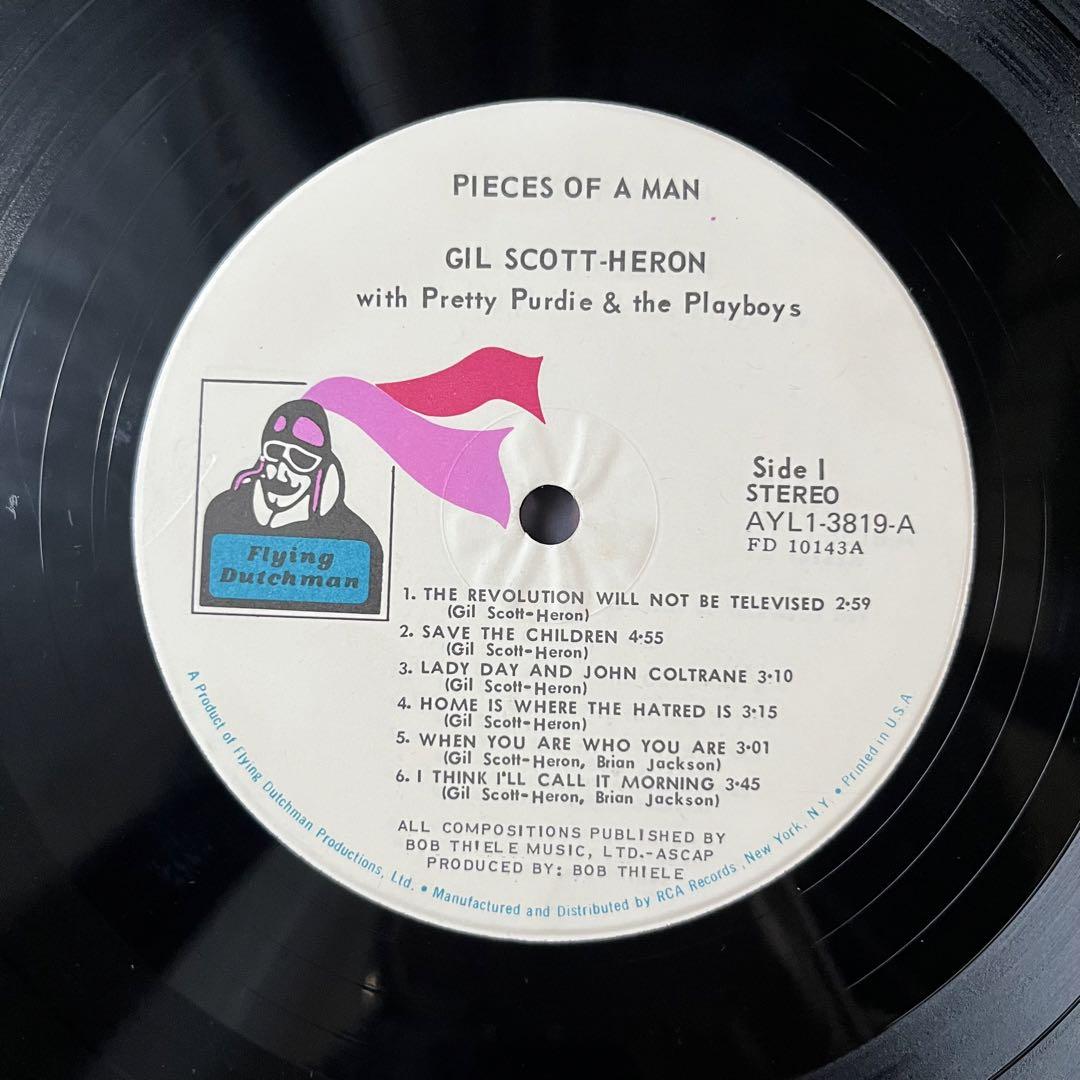 PIECES OF A MAN
GIL SCOTT-HERON
with Pretty Purdie & the Playboys
Flying
Dutchman
Side I
STEREO
AYL1-3819-A
FD 10143A
1. THE REVOLUTION WILL NOT BE TELEVISED 2•59
(Gil Scott-Heron)
2. SAVE THE CHILDREN 4•55
(Gil Scott-Heron)
3. LADY DAY AND JOHN COLTRANE 3•10
(Gil Scott-Heron)
4. HOME IS WHERE THE HATRED IS 3•15
(Gil Scott-Heron)
5. WHEN YOU ARE WHO YOU ARE 3•01
(Gil Scott-Heron, Brian Jackson)
6. I THINK I'LL CALL IT MORNING 3•45
(Gil Scott-Heron, Brian Jackson)
ALL COMPOSITIONS PUBLISHED BY
BOB THIELE MUSIC, LTD.-ASCAP
PRODUCED BY: BOB THIELE
A Product of Flying Dutchman Productions, Ltd. • Manufactured and Distributed by RCA Records, New York, N.Y. • Printed in U.S.A